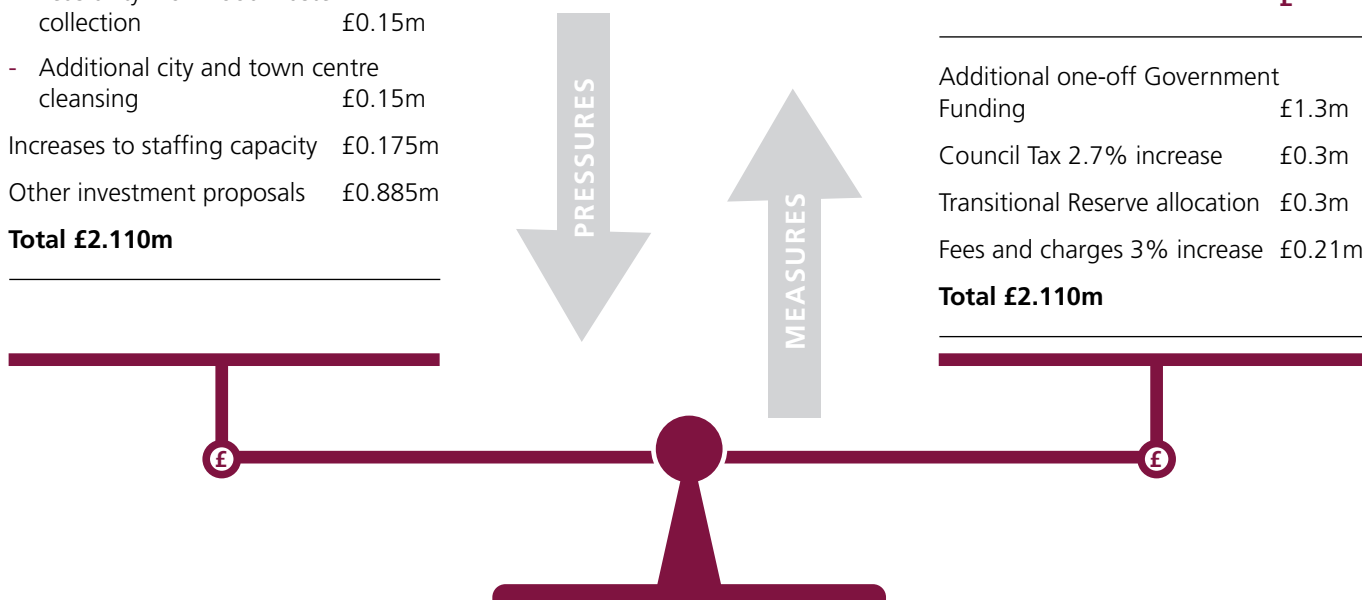 collection £0.15m
- Additional city and town centre
cleansing £0.15m
Increases to staffing capacity £0.175m
Other investment proposals £0.885m
Total £2.110m
PRESSURES
MEASURES
£
Additional one-off Government
Funding £1.3m
Council Tax 2.7% increase £0.3m
Transitional Reserve allocation £0.3m
Fees and charges 3% increase £0.21m
Total £2.110m
£
£